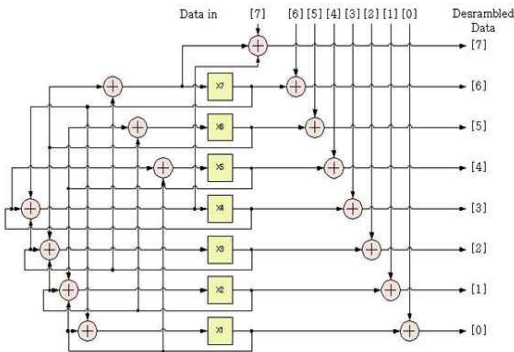 Data in [7] [6] [5] [4] [3] [2] [1] [0] Desrambled
Data
[7]
X7 [6]
X6 [5]
X5 [4]
X4 [3]
X3 [2]
X2 [1]
X1 [0]